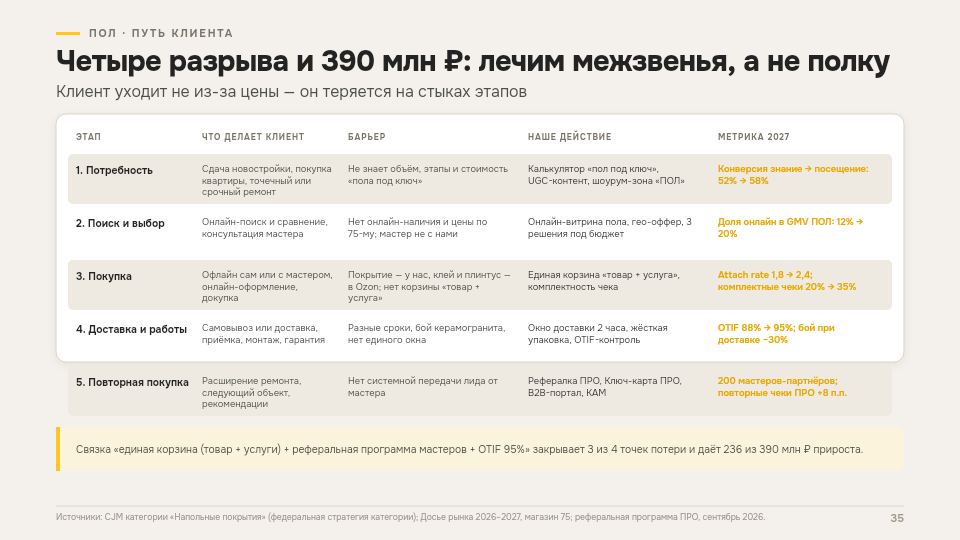 ПОЛ · ПУТЬ КЛИЕНТА
Четыре разрыва и 390 млн ₽: лечим межзвенья, а не полку
Клиент уходит не из-за цены — он теряется на стыках этапов
ЭТАП
ЧТО ДЕЛАЕТ КЛИЕНТ
БАРЬЕР
НАШЕ ДЕЙСТВИЕ
МЕТРИКА 2027
1. Потребность
Сдача новостройки, покупка
квартиры, точечный или
срочный ремонт
Не знает объём, этапы и стоимость
«пола под ключ»
Калькулятор «пол под ключ»,
UGC-контент, шоурум-зона «ПОЛ»
Конверсия знание → посещение:
52% → 58%
2. Поиск и выбор
Онлайн-поиск и сравнение,
консультация мастера
Нет онлайн-наличия и цены по
75-му; мастер не с нами
Онлайн-витрина пола, гео-оффер, 3
решения под бюджет
Доля онлайн в GMV ПОЛ: 12% →
20%
3. Покупка
Офлайн сам или с мастером,
онлайн-оформление,
докупка
Покрытие — у нас, клей и плинтус —
в Ozon; нет корзины «товар +
услуга»
Единая корзина «товар + услуга»,
комплектность чека
Attach rate 1,8 → 2,4;
комплектные чеки 20% → 35%
4. Доставка и работы
Самовывоз или доставка,
приёмка, монтаж, гарантия
Разные сроки, бой керамогранита,
нет единого окна
Окно доставки 2 часа, жёсткая
упаковка, OTIF-контроль
OTIF 88% → 95%; бой при
доставке −30%
5. Повторная покупка
Расширение ремонта,
следующий объект,
рекомендации
Нет системной передачи лида от
мастера
Рефералка ПРО, Ключ-карта ПРО,
B2B-портал, КАМ
200 мастеров-партнёров;
повторные чеки ПРО +8 п.п.
Связка «единая корзина (товар + услуги) + реферальная программа мастеров + OTIF 95%» закрывает 3 из 4 точек потери и даёт 236 из 390 млн ₽ прироста.
Источники: CJM категории «Напольные покрытия» (федеральная стратегия категории); Досье рынка 2026–2027, магазин 75; реферальная программа ПРО, сентябрь 2026.
35